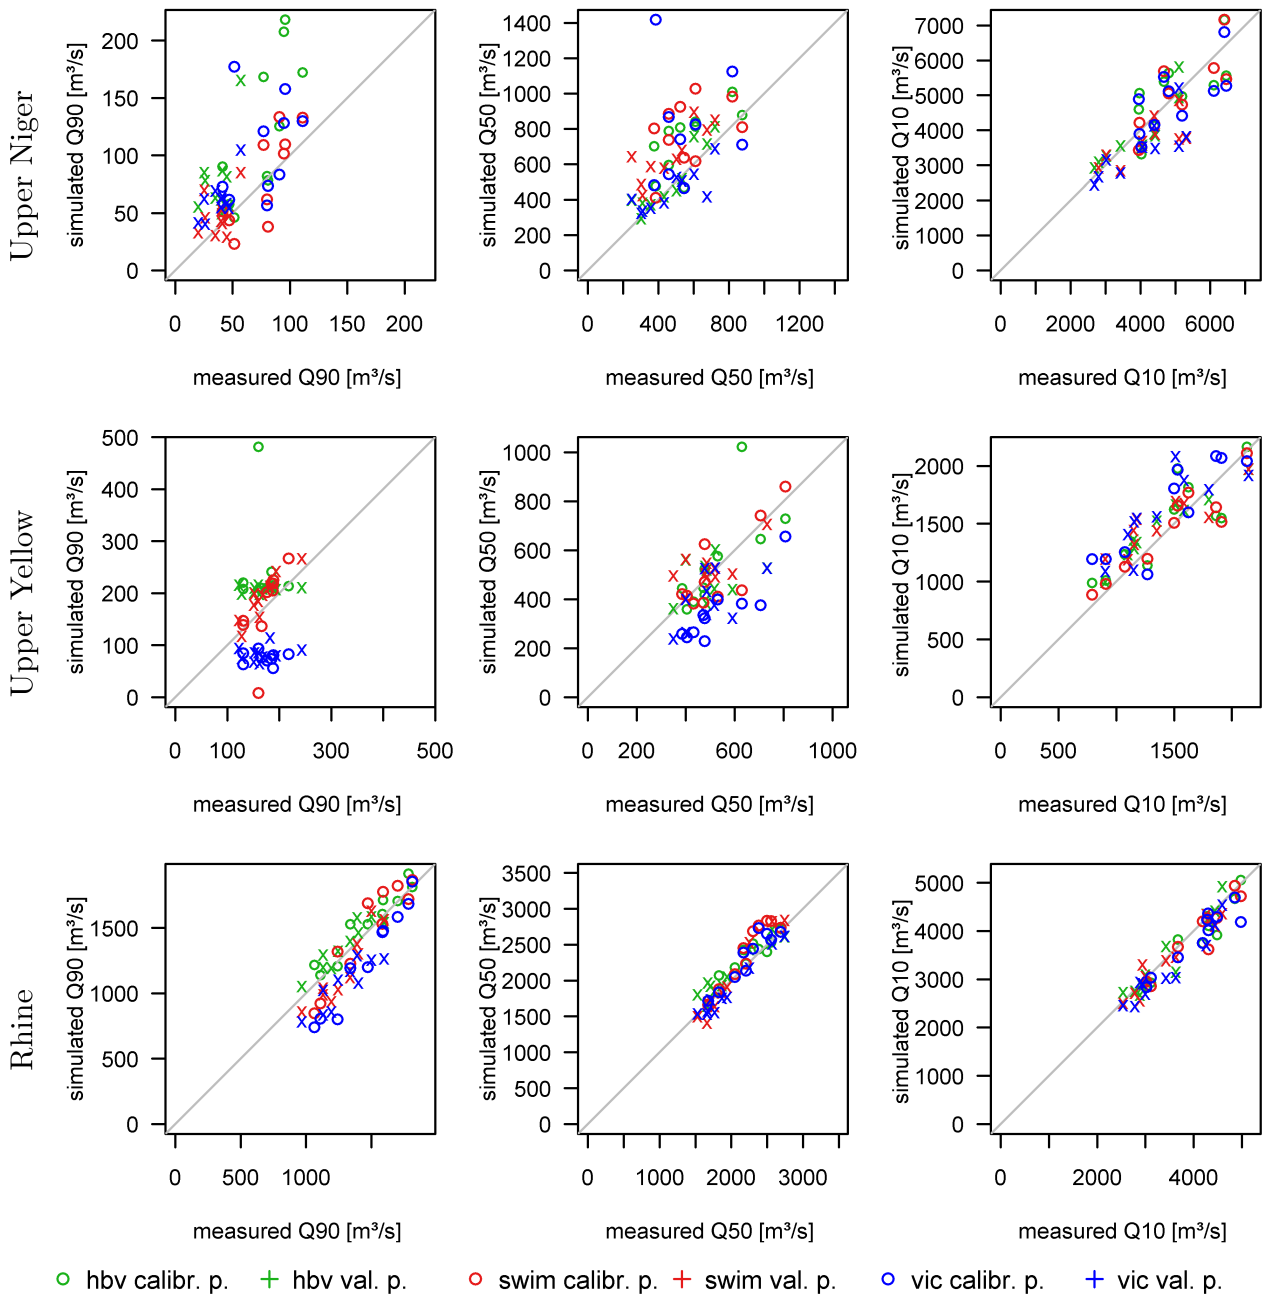 Upper Niger
simulated Q90 [m³/s]
200
150
100
50
0
0 50 100 150 200
measured Q90 [m³/s]
simulated Q50 [m³/s]
1400
1200
1000
800
600
400
200
0
0 400 800 1200
measured Q50 [m³/s]
simulated Q10 [m³/s]
7000
6000
5000
4000
3000
2000
1000
0
0 2000 4000 6000
measured Q10 [m³/s]
Upper Yellow
simulated Q90 [m³/s]
500
400
300
200
100
0
0 100 300 500
measured Q90 [m³/s]
simulated Q50 [m³/s]
1000
800
600
400
200
0
0 200 600 1000
measured Q50 [m³/s]
simulated Q10 [m³/s]
2000
1500
1000
500
0
0 500 1500
measured Q10 [m³/s]
Rhine
simulated Q90 [m³/s]
1500
1000
500
0
0 500 1000
measured Q90 [m³/s]
simulated Q50 [m³/s]
3500
3000
2500
2000
1500
1000
500
0
0 1000 2000 3000
measured Q50 [m³/s]
simulated Q10 [m³/s]
5000
4000
3000
2000
1000
0
0 2000 4000
measured Q10 [m³/s]
hbv calibr. p. hbv val. p. swim calibr. p. swim val. p. vic calibr. p. vic val. p.